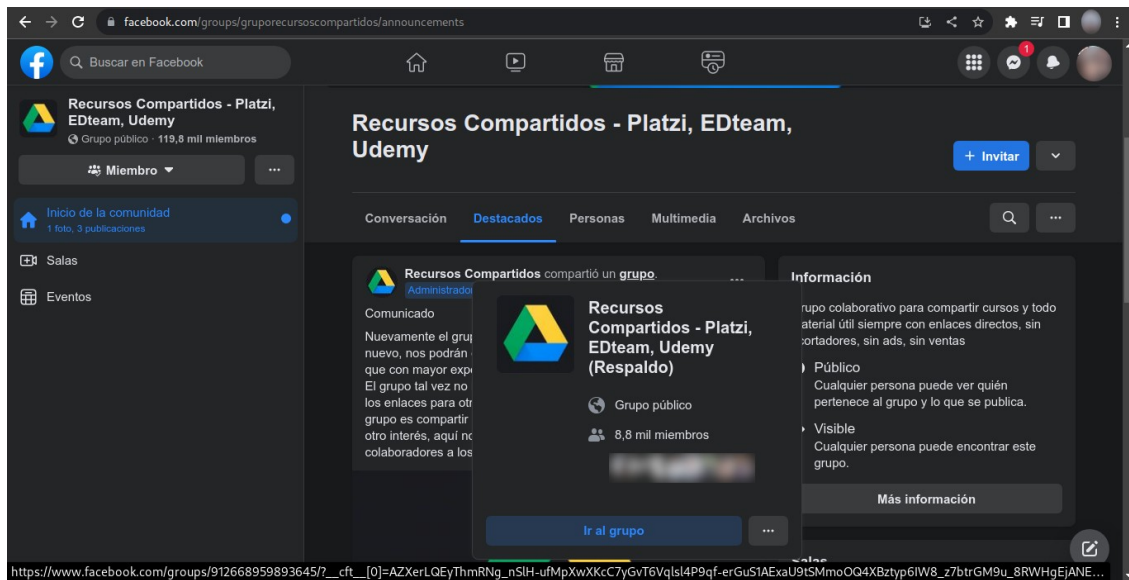 facebook.com/groups/gruporecursoscompartidos/announcements
Buscar en Facebook
1
Recursos Compartidos - Platzi,
EDteam, Udemy
Grupo público · 119,8 mil miembros
Miembro
Inicio de la comunidad
1 foto, 3 publicaciones
Salas
Eventos
Recursos Compartidos - Platzi, EDteam,
Udemy
+ Invitar
Conversación Destacados Personas Multimedia Archivos
Recursos Compartidos compartió un grupo.
Administrador
Comunicado
Nuevamente el
nuevo, nos podrán
que con mayor
El grupo tal vez no
los enlaces para
grupo es compartir
otro interés, aquí
colaboradores a los
Recursos
Compartidos - Platzi,
EDteam, Udemy
(Respaldo)
Grupo público
8,8 mil miembros
Ir al grupo
Información
colaborativo para compartir cursos y todo
útil siempre con enlaces directos, sin
sin ads, sin ventas
Público
Cualquier persona puede ver quién
pertenece al grupo y lo que se publica.
Visible
Cualquier persona puede encontrar este
grupo.
Más información
Salas
https://www.facebook.com/groups/912668959893645/?__cft__[0]=AZXerLQEyThmRNg_nSlH-ufMpXwXKcC7yGvT6Vqlsl4P9qf-erGuS1AExaU9tSMmoOQ4XBztyp6IW8_z7btrGM9u_8RWHgEjANE...